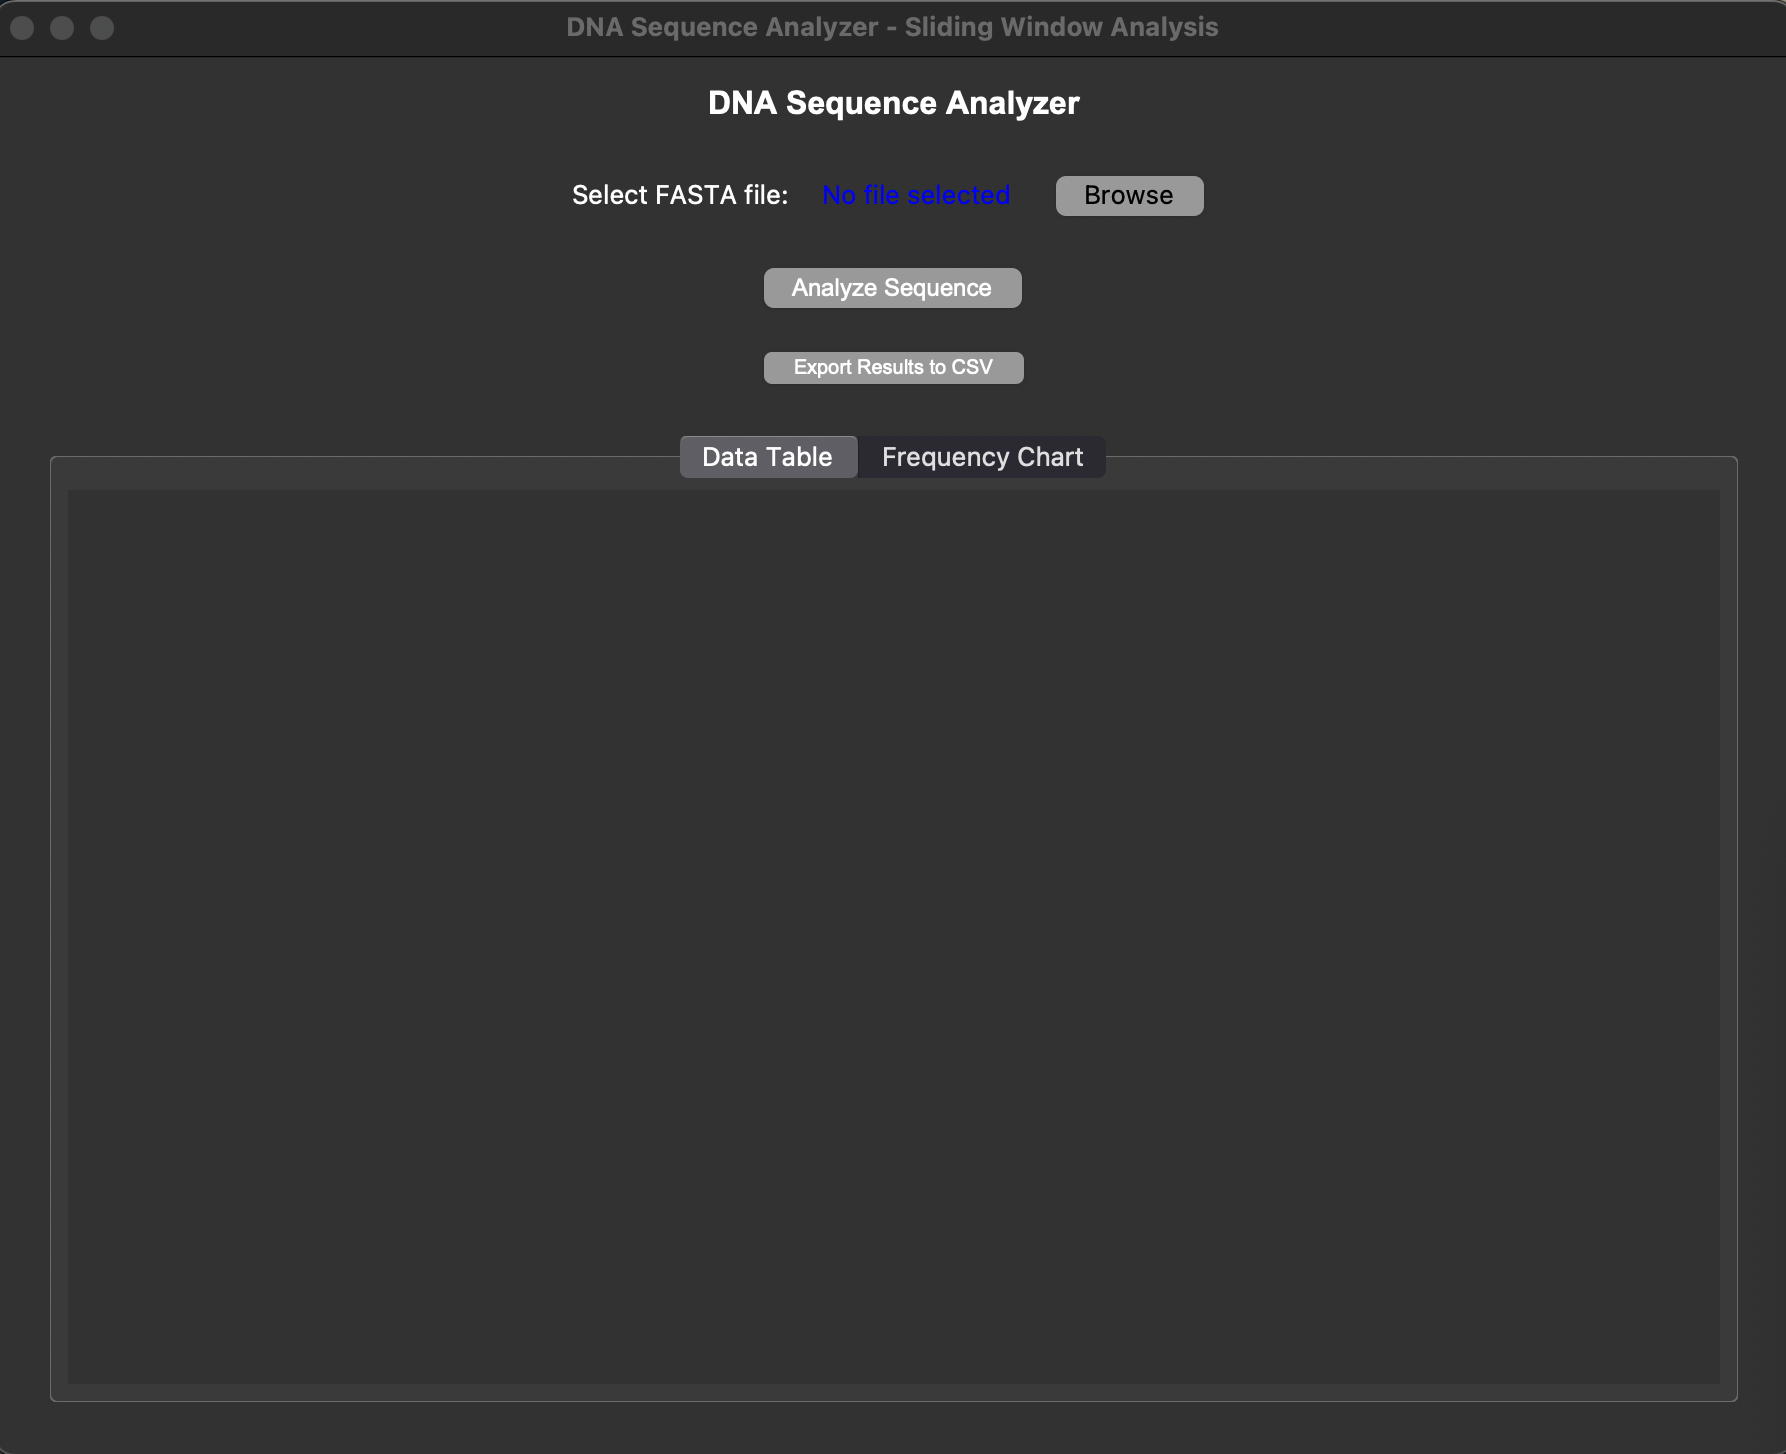 DNA Sequence Analyzer - Sliding Window Analysis
DNA Sequence Analyzer
Select FASTA file: No file selected Browse
Analyze Sequence
Export Results to CSV
Data Table Frequency Chart